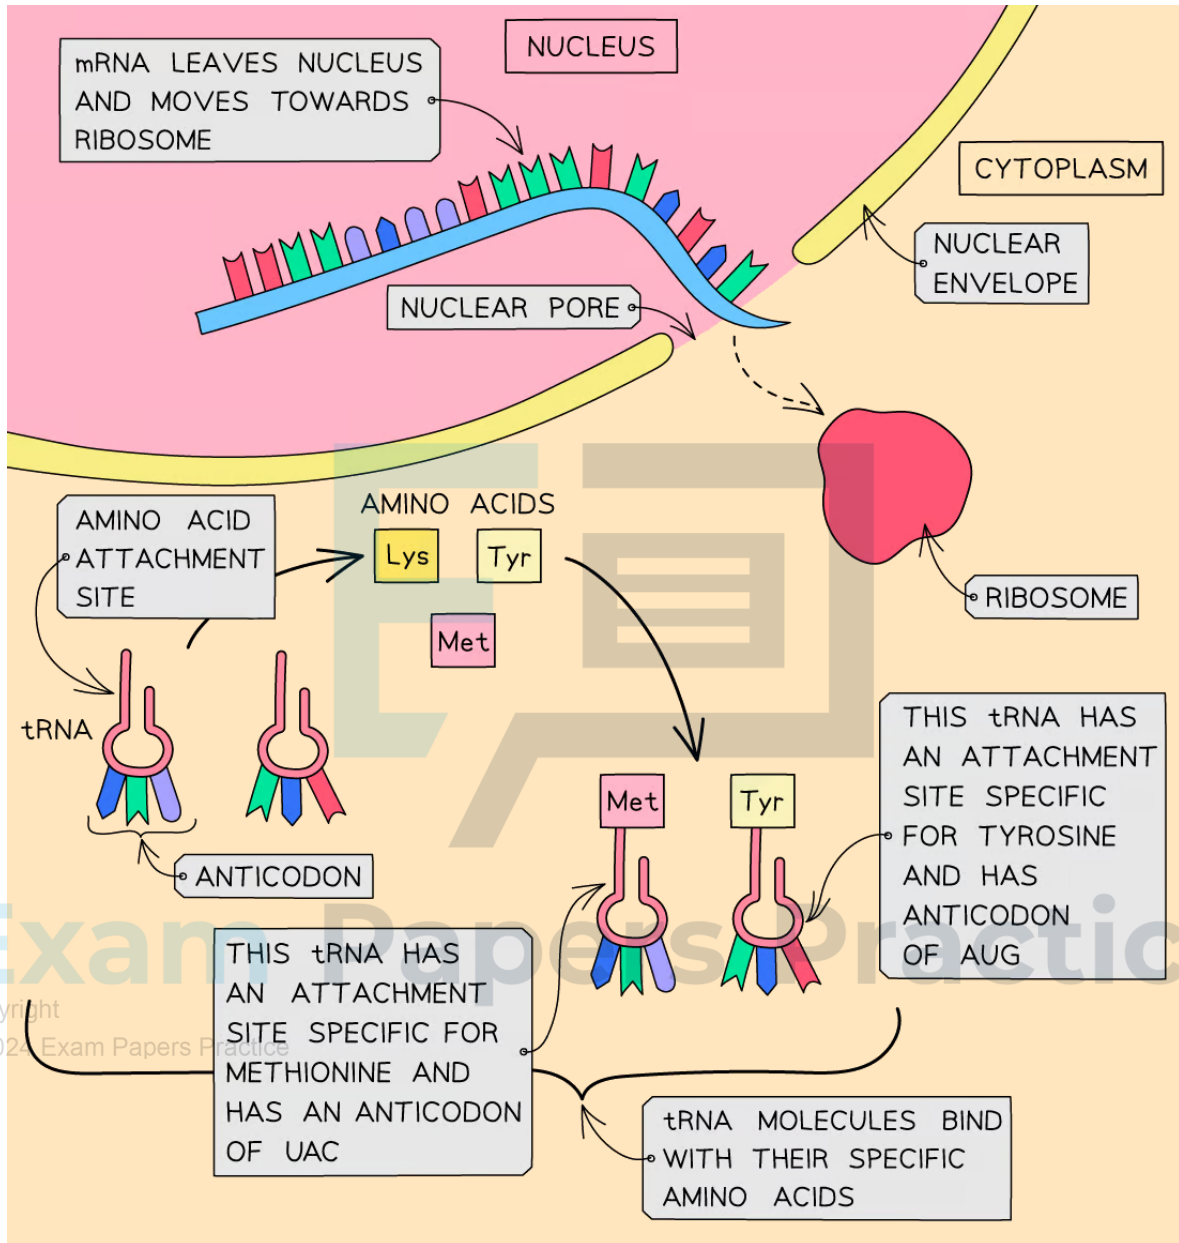 NUCLEUS
mRNA LEAVES NUCLEUS
AND MOVES TOWARDS
RIBOSOME
CYTOPLASM
NUCLEAR
ENVELOPE
NUCLEAR PORE
AMINO ACID
ATTACHMENT
SITE
AMINO ACIDS
Lys
Tyr
Met
RIBOSOME
tRNA
ANTICODON
Met
Tyr
THIS tRNA HAS
AN ATTACHMENT
SITE SPECIFIC
FOR TYROSINE
AND HAS
ANTICODON
OF AUG
THIS tRNA HAS
AN ATTACHMENT
SITE SPECIFIC FOR
METHIONINE AND
HAS AN ANTICODON
OF UAC
tRNA MOLECULES BIND
WITH THEIR SPECIFIC
AMINO ACIDS
Exam Papers Practic
yright
024 Exam Papers Practice